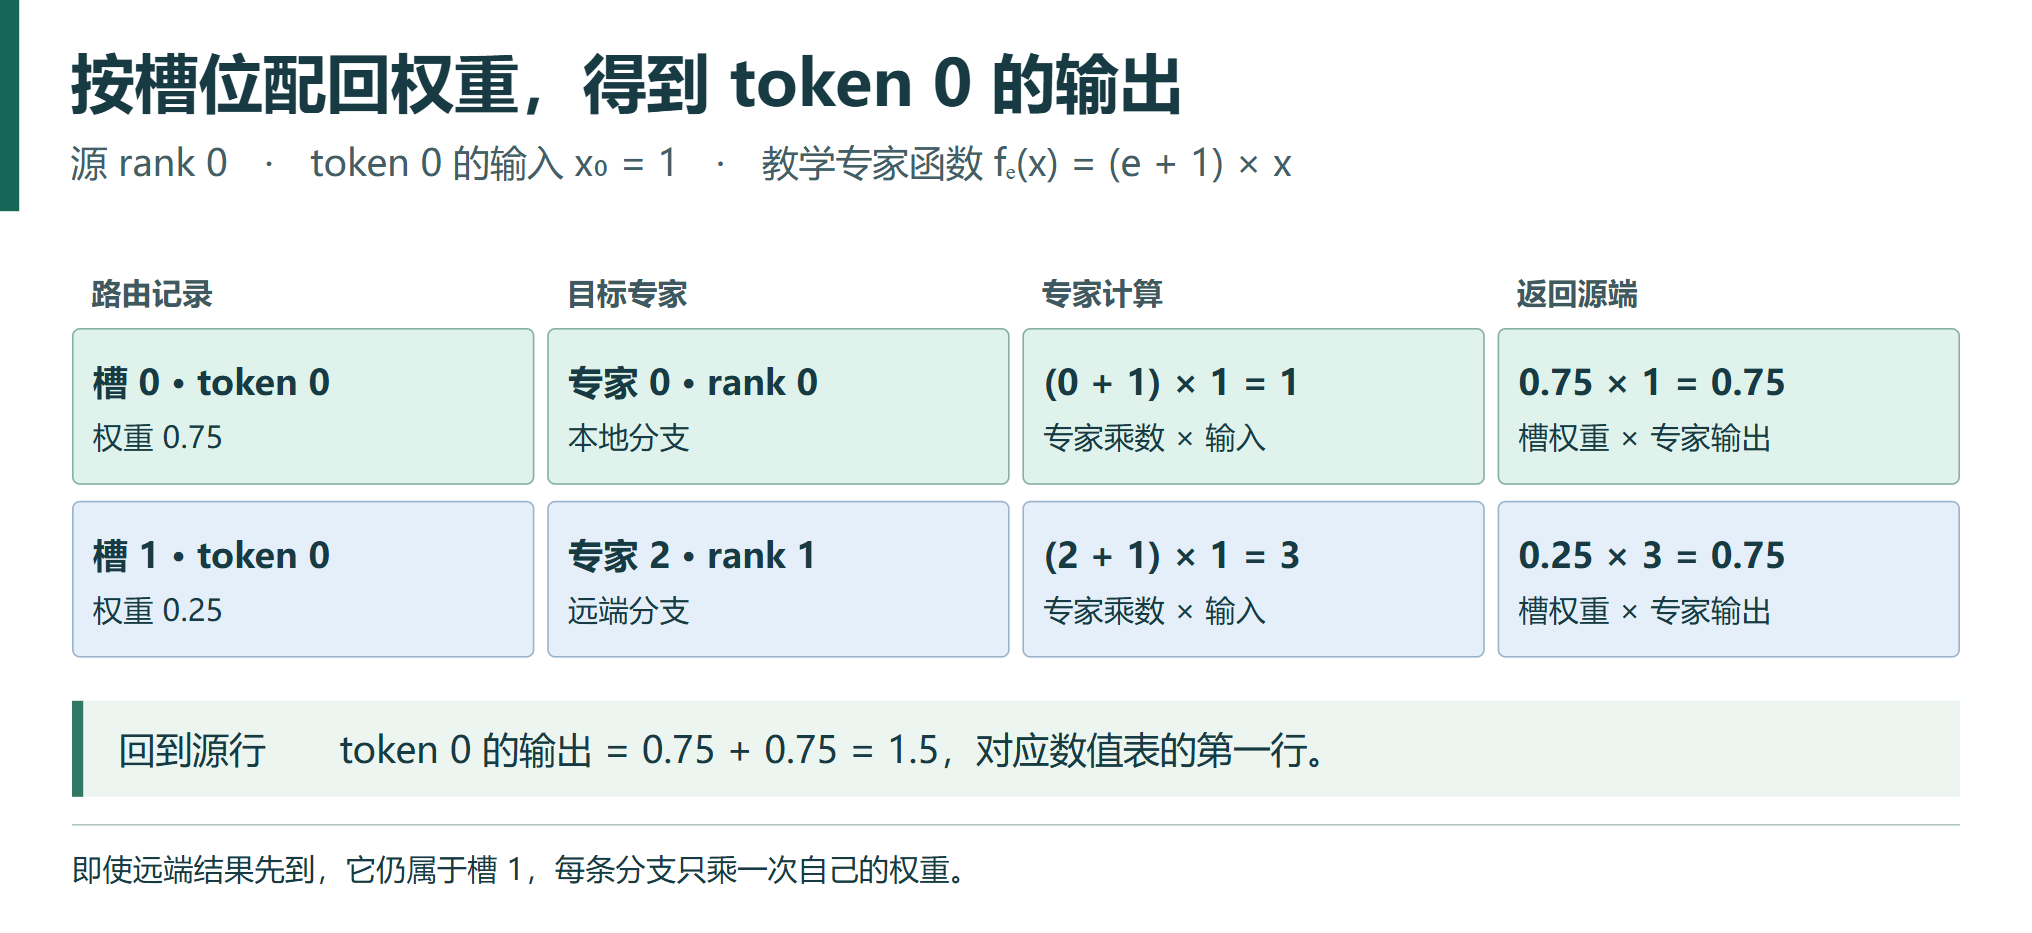 按槽位配回权重，得到 token 0 的输出
源 rank 0 · token 0 的输入 x₀ = 1 · 教学专家函数 fₑ(x) = (e + 1) × x
路由记录
目标专家
专家计算
返回源端
槽 0 • token 0
权重 0.75
专家 0 • rank 0
本地分支
(0 + 1) × 1 = 1
专家乘数 × 输入
0.75 × 1 = 0.75
槽权重 × 专家输出
槽 1 • token 0
权重 0.25
专家 2 • rank 1
远端分支
(2 + 1) × 1 = 3
专家乘数 × 输入
0.25 × 3 = 0.75
槽权重 × 专家输出
回到源行 token 0 的输出 = 0.75 + 0.75 = 1.5，对应数值表的第一行。
即使远端结果先到，它仍属于槽 1，每条分支只乘一次自己的权重。